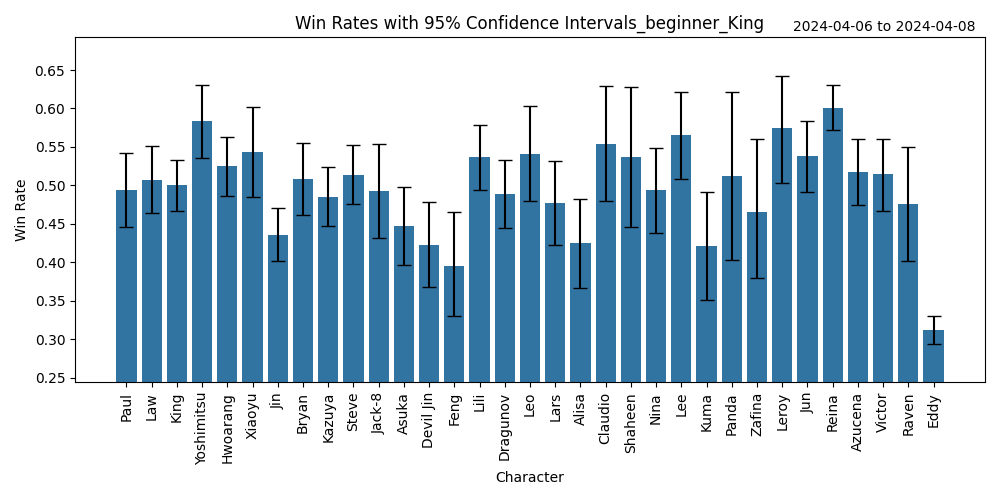 Win Rates with 95% Confidence Intervals_beginner_King
2024-04-06 to 2024-04-08
Win Rate
0.65
0.60
0.55
0.50
0.45
0.40
0.35
0.30
0.25
Paul
Law
King
Yoshimitsu
Hwoarang
Xiaoyu
Jin
Bryan
Kazuya
Steve
Jack-8
Asuka
Devil Jin
Feng
Lili
Dragunov
Leo
Lars
Alisa
Claudio
Shaheen
Nina
Lee
Kuma
Panda
Zafina
Leroy
Jun
Reina
Azucena
Victor
Raven
Eddy
Character